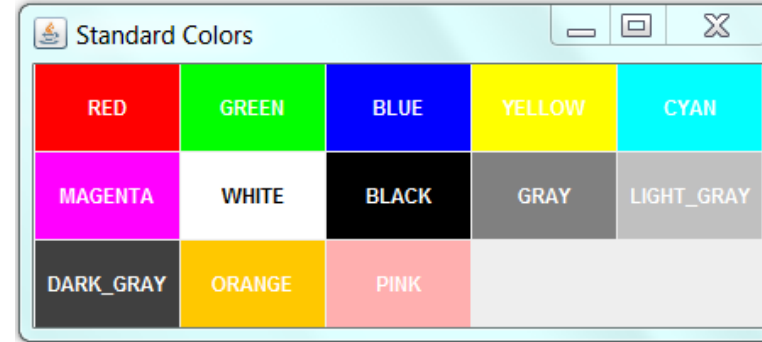 Standard Colors
RED GREEN BLUE YELLOW CYAN
MAGENTA WHITE BLACK GRAY LIGHT_GRAY
DARK_GRAY ORANGE PINK